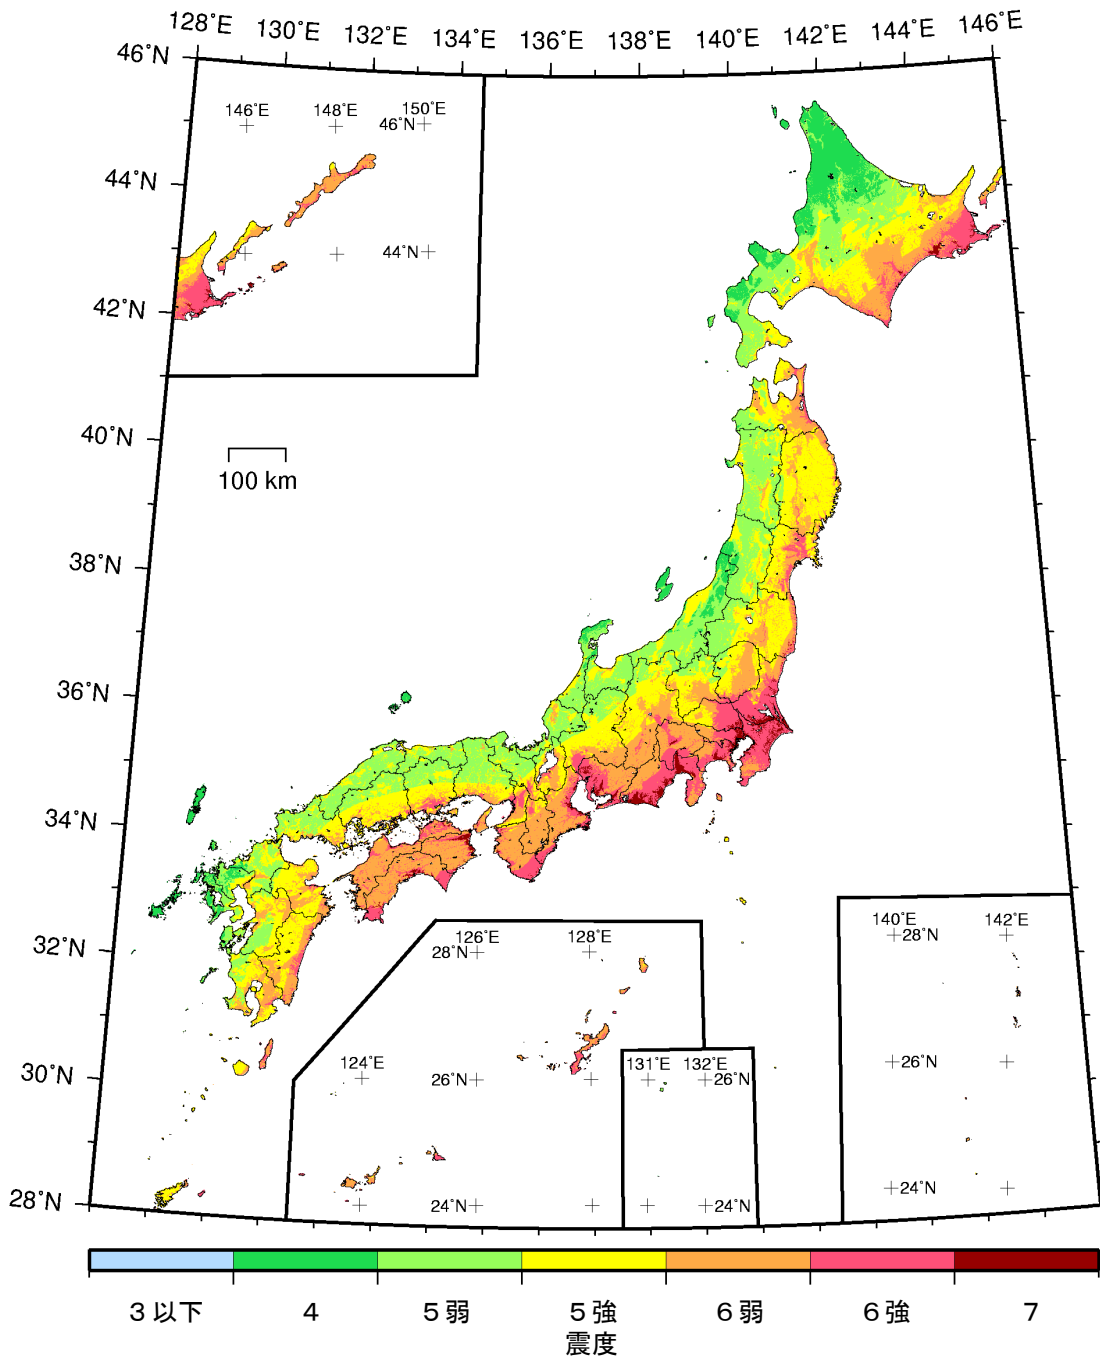 128°E 130°E 132°E 134°E 136°E 138°E 140°E 142°E 144°E 146°E
46°N
146°E 148°E 150°E
46°N
44°N
44°N
42°N
40°N
100 km
38°N
36°N
34°N
32°N
126°E 128°E
28°N
140°E 142°E
28°N
124°E
131°E 132°E
26°N
26°N
26°N
30°N
24°N
24°N
24°N
28°N
3以下 4 5弱 5強 6弱 6強 7
震度